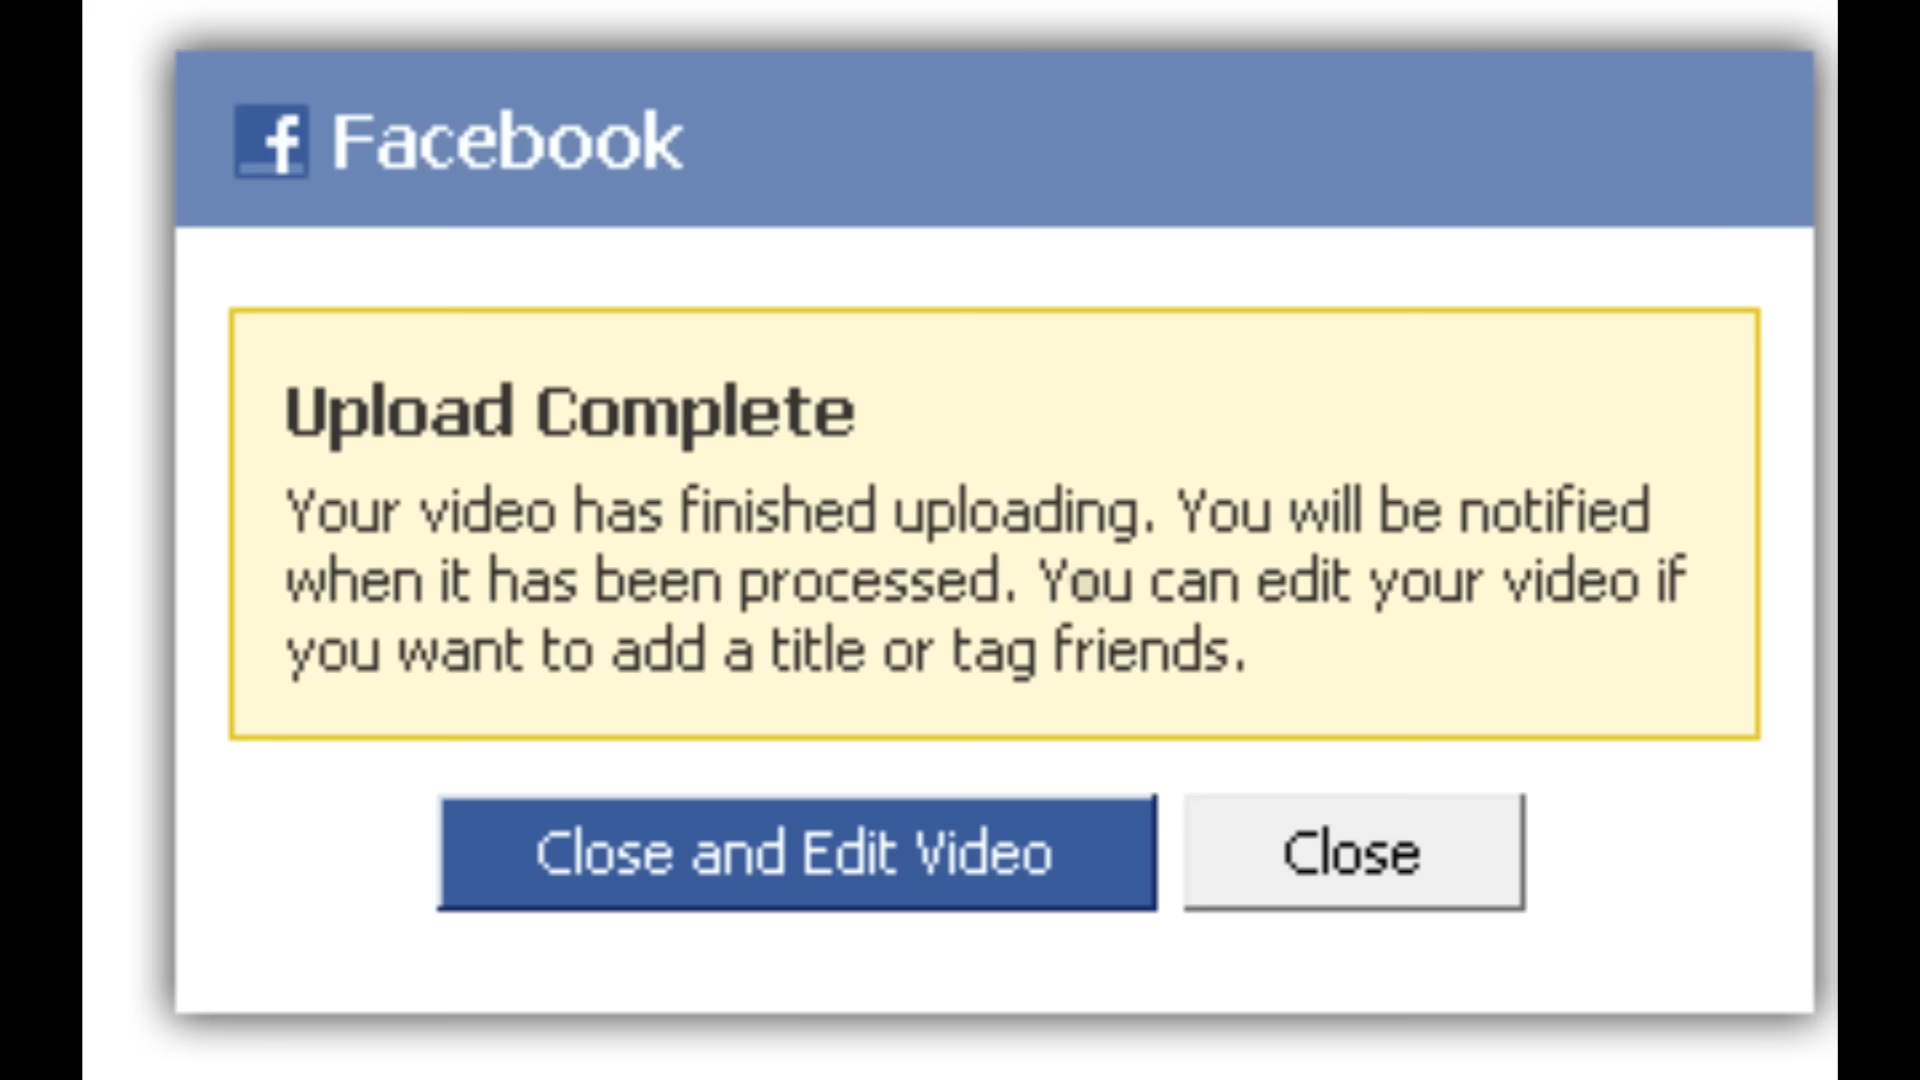 Facebook
Upload Complete
Your video has finished uploading. You will be notified
when it has been processed. You can edit your video if
you want to add a title or tag friends.
Close and Edit Video
Close